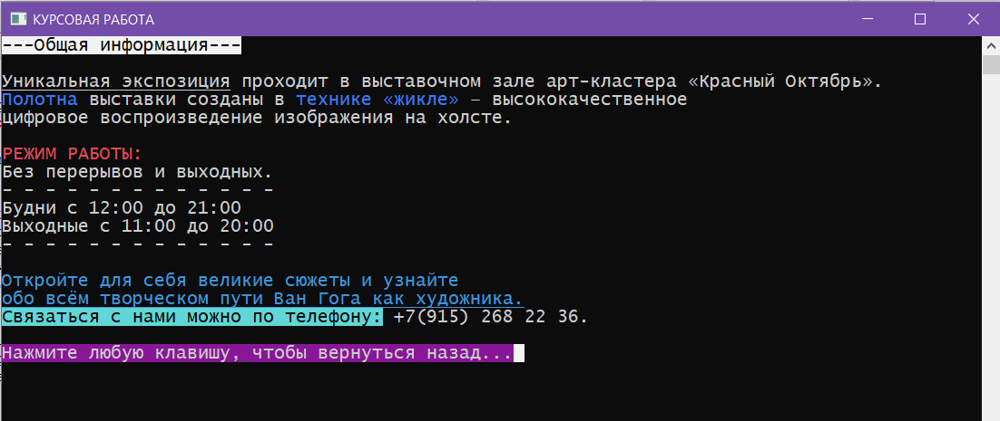 КУРСОВАЯ РАБОТА
---Общая информация---
Уникальная экспозиция проходит в выставочном зале арт-кластера «Красный Октябрь».
Полотна выставки созданы в технике «жикле» – высококачественное
цифровое воспроизведение изображения на холсте.
РЕЖИМ РАБОТЫ:
Без перерывов и выходных.
- - - - - - - - - - - - -
Будни с 12:00 до 21:00
Выходные с 11:00 до 20:00
- - - - - - - - - - - - -
Откройте для себя великие сюжеты и узнайте
обо всём творческом пути Ван Гога как художника.
Связаться с нами можно по телефону: +7(915) 268 22 36.
Нажмите любую клавишу, чтобы вернуться назад...